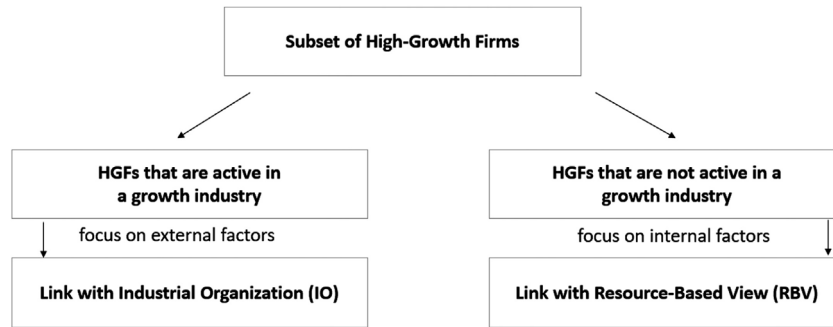 Subset of High-Growth Firms
HGFs that are active in
a growth industry
focus on external factors
Link with Industrial Organization (IO)
HGFs that are not active in a
growth industry
focus on internal factors
Link with Resource-Based View (RBV)